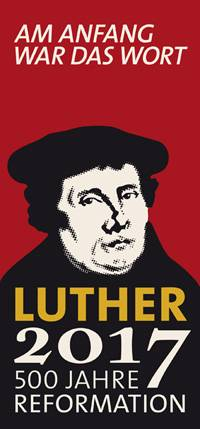 AM ANFANG
WAR DAS WORT
LUTHER
2017
500 JAHRE
REFORMATION